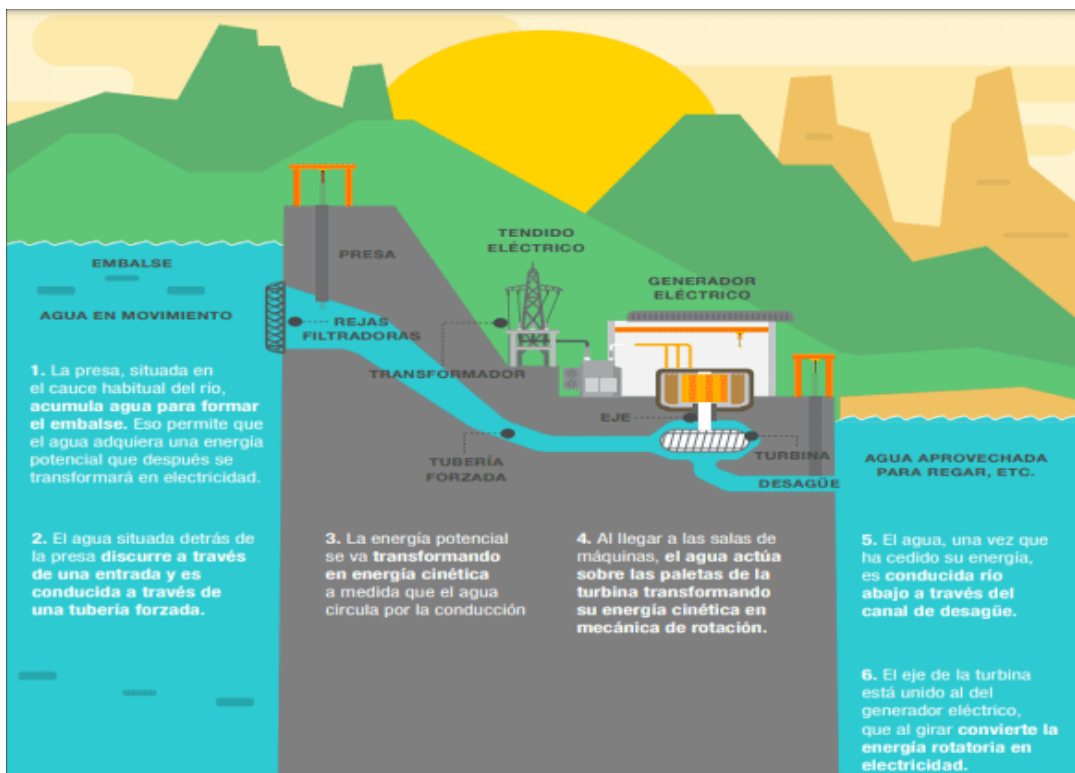 TENDIDO
ELÉCTRICO
PRESA
EMBALSE
GENERADOR
ELÉCTRICO
AGUA EN MOVIMIENTO
REJAS
FILTRADORAS
TRANSFORMADOR
EJE
TUBERÍA
FORZADA
TURBINA
DESAGÜE
AGUA APROVECHADA
PARA REGAR, ETC.
1. La presa, situada en
el cauce habitual del río,
acumula agua para formar
el embalse. Eso permite que
el agua adquiera una energía
potencial que después se
transformará en electricidad.
2. El agua situada detrás de
la presa discurre a través
de una entrada y es
conducida a través de
una tubería forzada.
3. La energía potencial
se va transformando
en energía cinética
a medida que el agua
circula por la conducción
4. Al llegar a las salas de
máquinas, el agua actúa
sobre las paletas de la
turbina transformando
su energía cinética en
mecánica de rotación.
5. El agua, una vez que
ha cedido su energía,
es conducida río
abajo a través del
canal de desagüe.
6. El eje de la turbina
está unido al del
generador eléctrico,
que al girar convierte la
energía rotatoria en
electricidad.